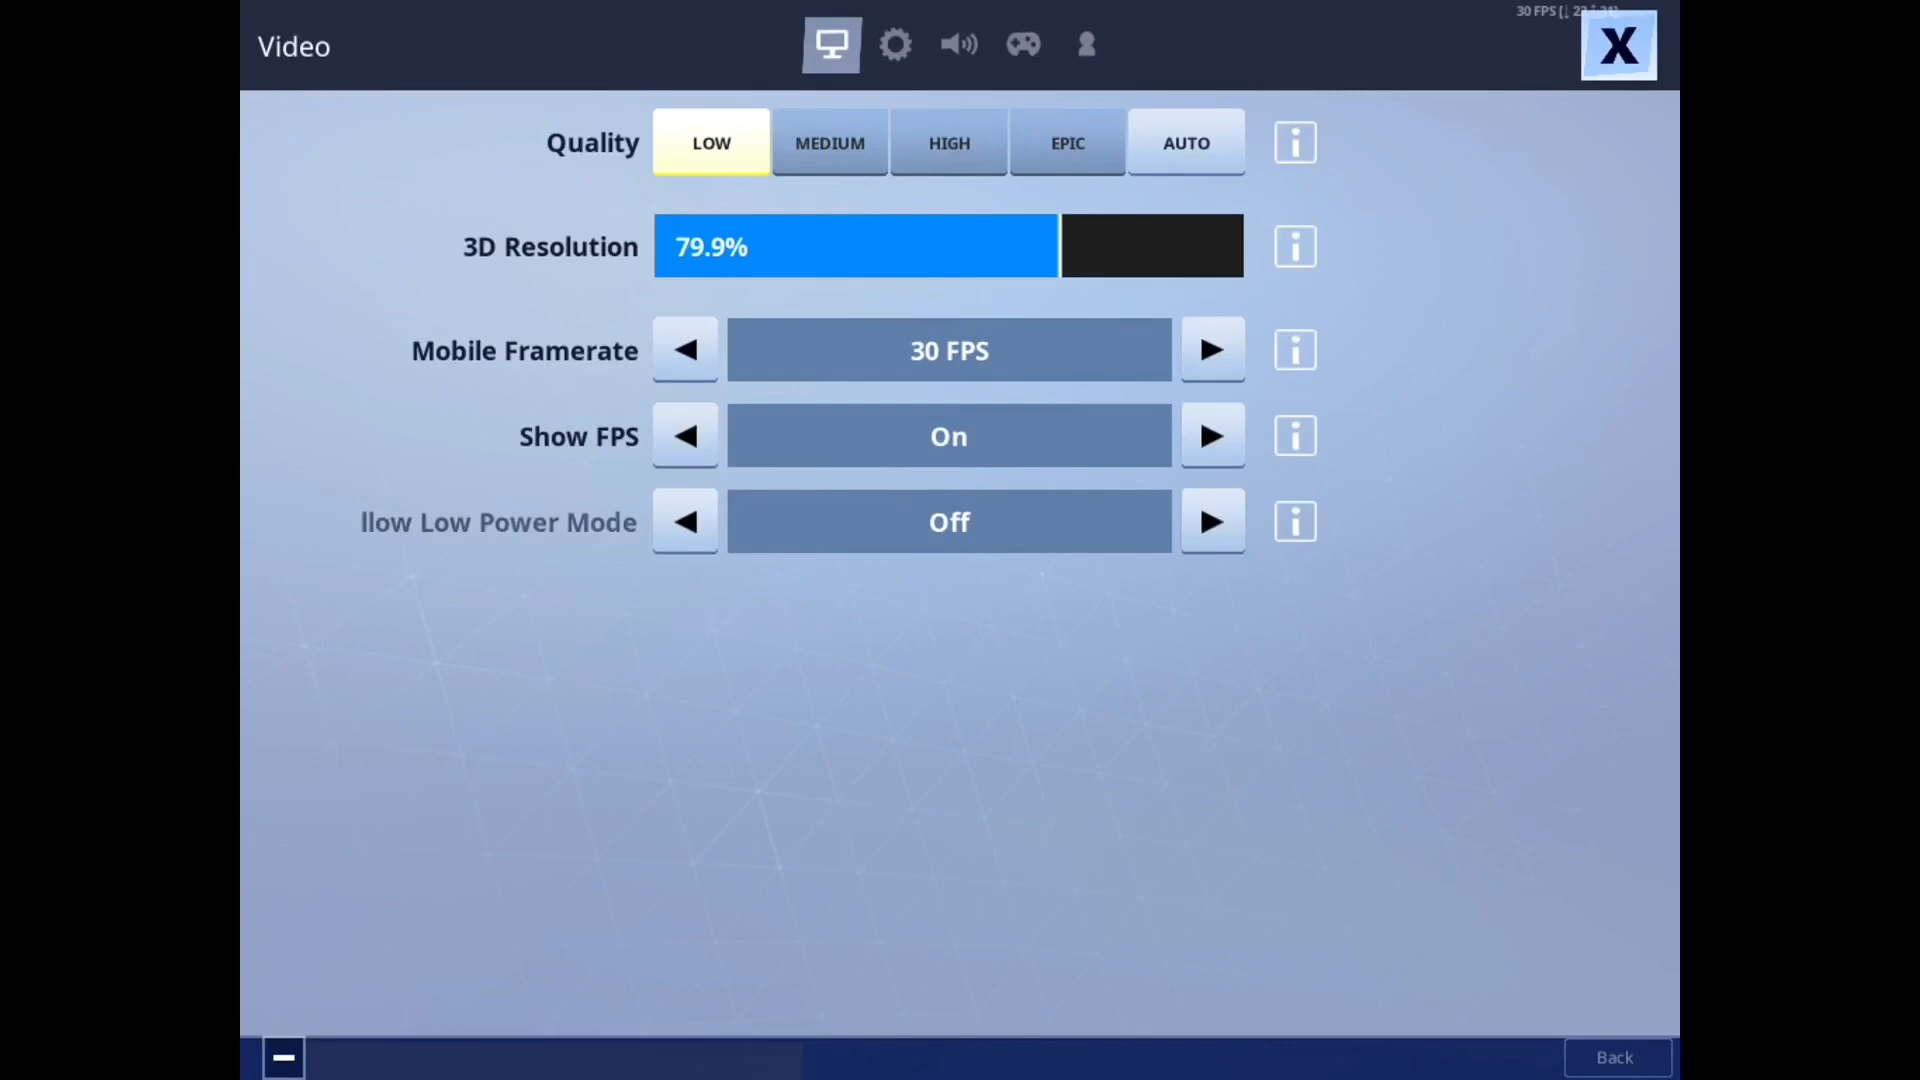 30 FPS
Video
X
Quality
LOW
MEDIUM
HIGH
EPIC
AUTO
i
3D Resolution
79.9%
i
Mobile Framerate
30 FPS
i
Show FPS
On
i
llow Low Power Mode
Off
i
Back